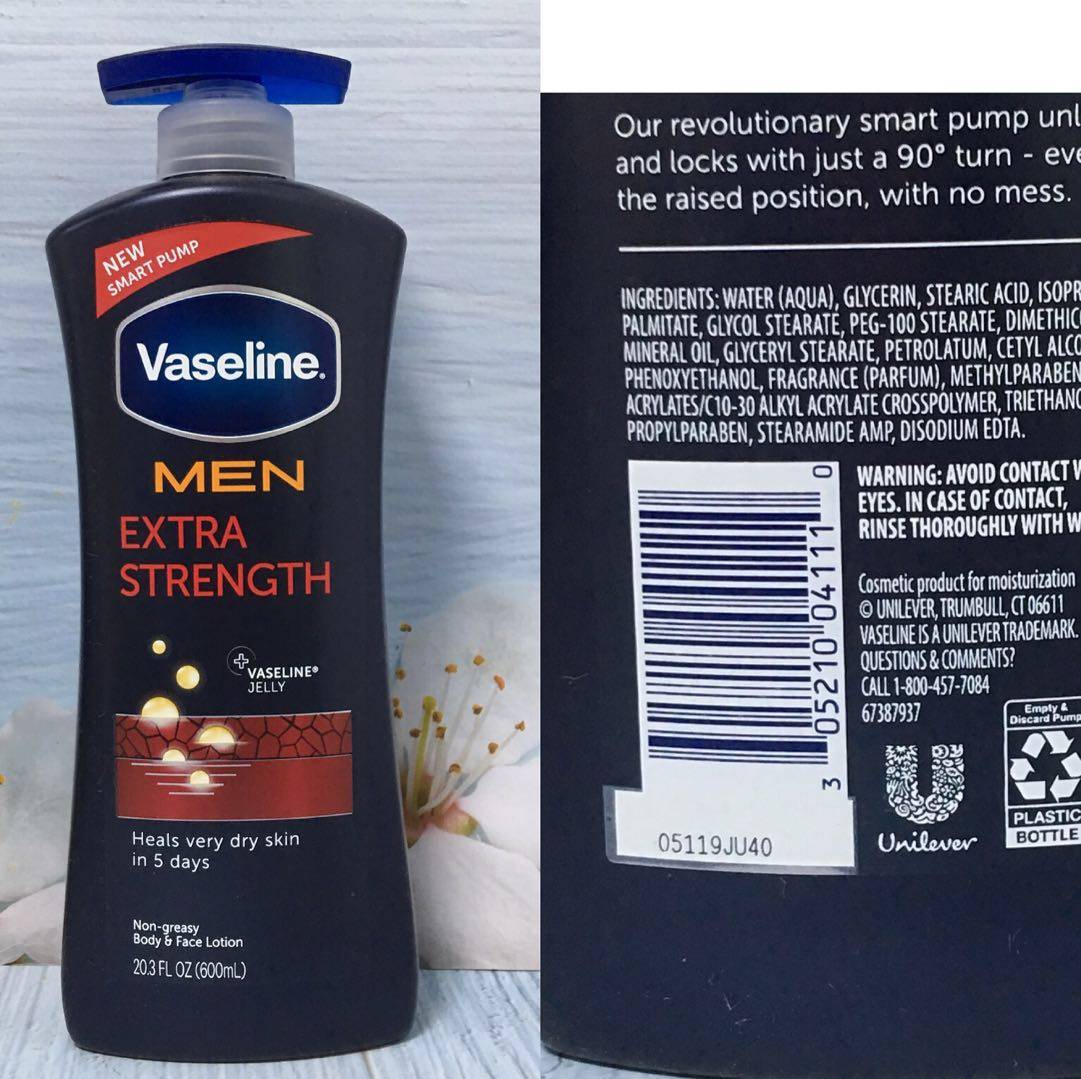 NEW
SMART PUMP
Vaseline.
MEN
EXTRA
STRENGTH
VASELINE®
JELLY
Heals very dry skin
in 5 days
Non-greasy
Body & Face Lotion
20.3 FL OZ (600mL)
Our revolutionary smart pump
and locks with just a 90° turn -
the raised position, with no mess.
INGREDIENTS: WATER (AQUA), GLYCERIN, STEARIC ACID,
PALMITATE, GLYCOL STEARATE, PEG-100 STEARATE,
MINERAL OIL, GLYCERYL STEARATE, PETROLATUM, CETYL
PHENOXYETHANOL, FRAGRANCE (PARFUM), METHYLPARABEN
ACRYLATES/C10-30 ALKYL ACRYLATE CROSSPOLYMER,
PROPYLPARABEN, STEARAMIDE AMP, DISODIUM EDTA.
WARNING: AVOID CONTACT
EYES. IN CASE OF CONTACT,
RINSE THOROUGHLY WITH
Cosmetic product for moisturization
© UNILEVER, TRUMBULL, CT 06611
VASELINE IS A UNILEVER TRADEMARK.
QUESTIONS & COMMENTS?
CALL 1-800-457-7084
67387937
3 05210 04111 0
05119JU40
Unilever
Empty &
Discard Pump
PLASTIC
BOTTLE